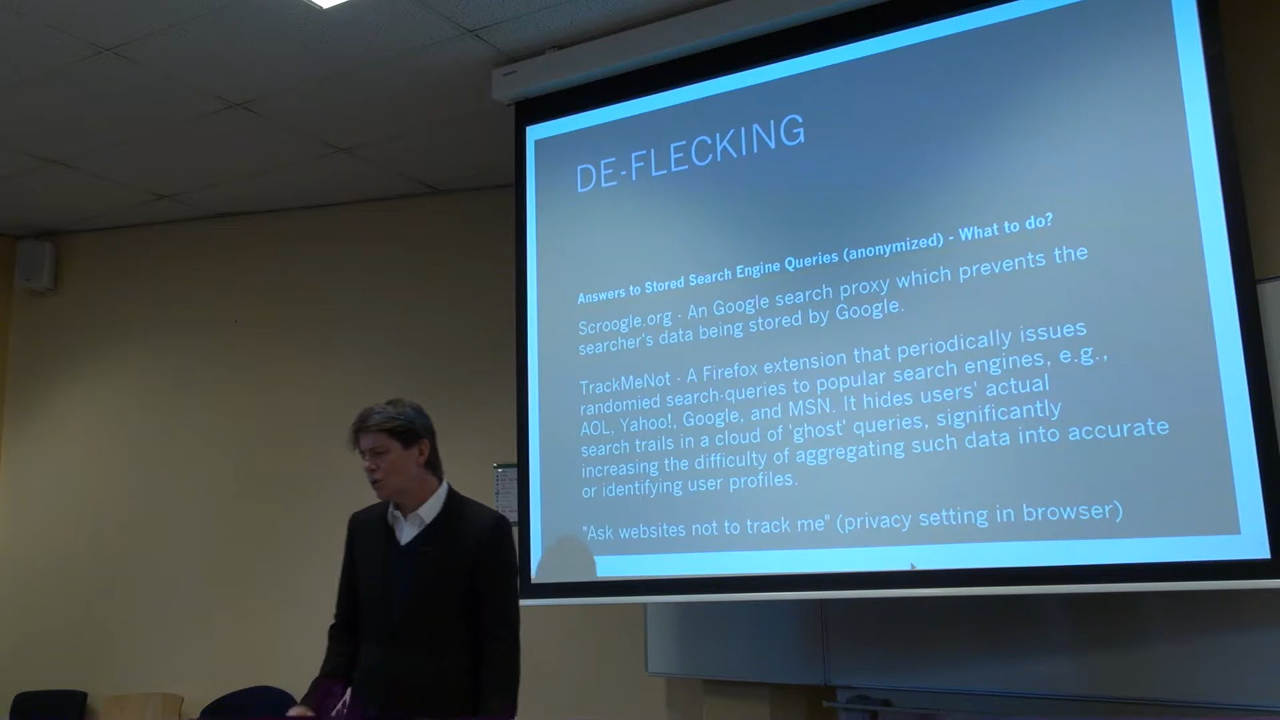 DE-FLECKING
Answers to Stored Search Engine Queries (anonymized) - What to do?
Scroogle.org - An Google search proxy which prevents the
searcher's data being stored by Google.
TrackMeNot - A Firefox extension that periodically issues
randomied search-queries to popular search engines, e.g.,
AOL, Yahoo!, Google, and MSN. It hides users' actual
search trails in a cloud of 'ghost' queries, significantly
increasing the difficulty of aggregating such data into accurate
or identifying user profiles.
"Ask websites not to track me" (privacy setting in browser)